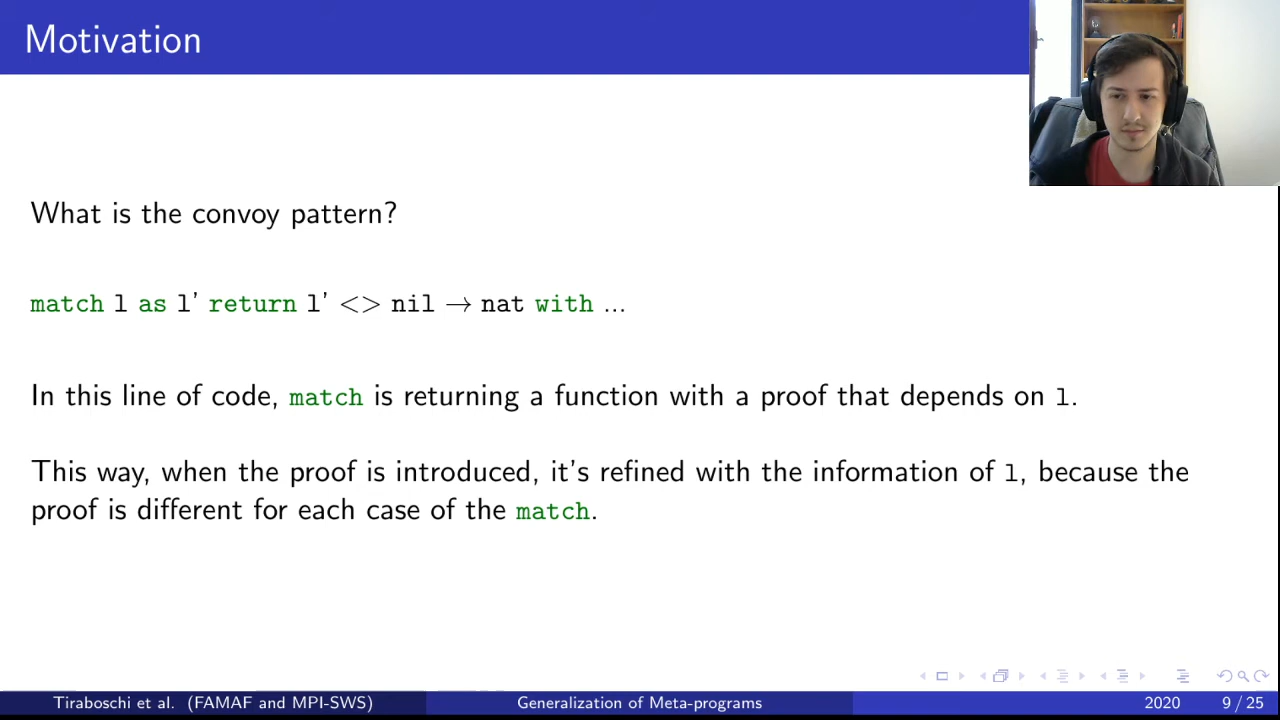 Motivation
What is the convoy pattern?
match l as l' return l' <> nil → nat with ...
In this line of code, match is returning a function with a proof that depends on l.
This way, when the proof is introduced, it's refined with the information of l, because the
proof is different for each case of the match.
Tiraboschi et al. (FAMAF and MPI-SWS) Generalization of Meta-programs 2020 9 / 25